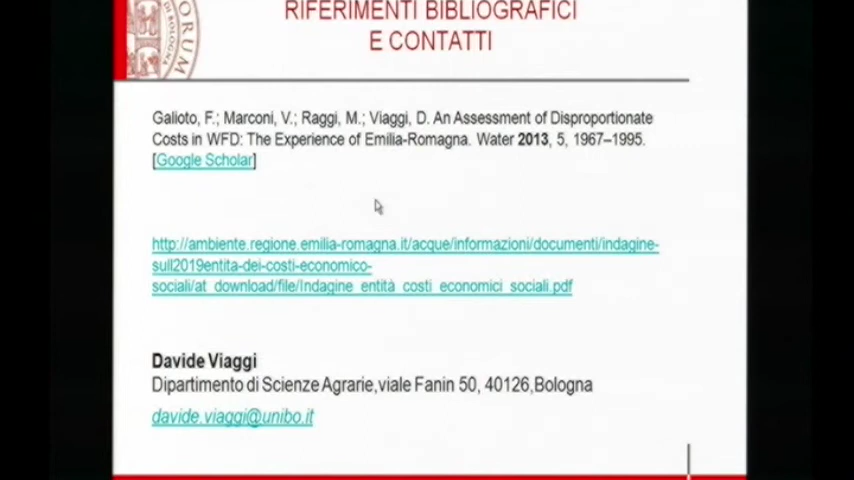 RIFERIMENTI BIBLIOGRAFICI
E CONTATTI
ORUM
DI BOLOGNA
Galioto, F.; Marconi, V.; Raggi, M.; Viaggi, D. An Assessment of Disproportionate
Costs in WFD: The Experience of Emilia-Romagna. Water 2013, 5, 1967–1995.
[Google Scholar]
http://ambiente.regione.emilia-romagna.it/acque/informazioni/documenti/indagine-
sull2019entita-dei-costi-economico-
sociali/at_download/file/Indagine_entità_costi_economici_sociali.pdf
Davide Viaggi
Dipartimento di Scienze Agrarie,viale Fanin 50, 40126,Bologna
davide.viaggi@unibo.it